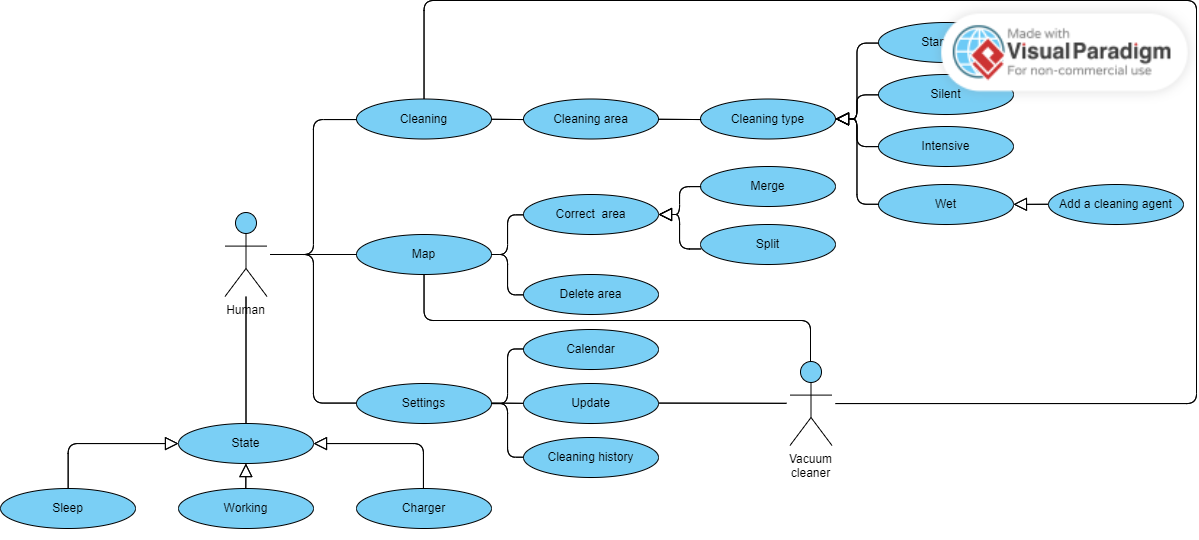 Made with
Visual Paradigm
For non-commercial use
Silent
Cleaning
Cleaning area
Cleaning type
Intensive
Merge
Wet
Add a cleaning agent
Correct area
Split
Map
Human
Delete area
Calendar
Settings
Update
State
Cleaning history
Vacuum
cleaner
Sleep
Working
Charger